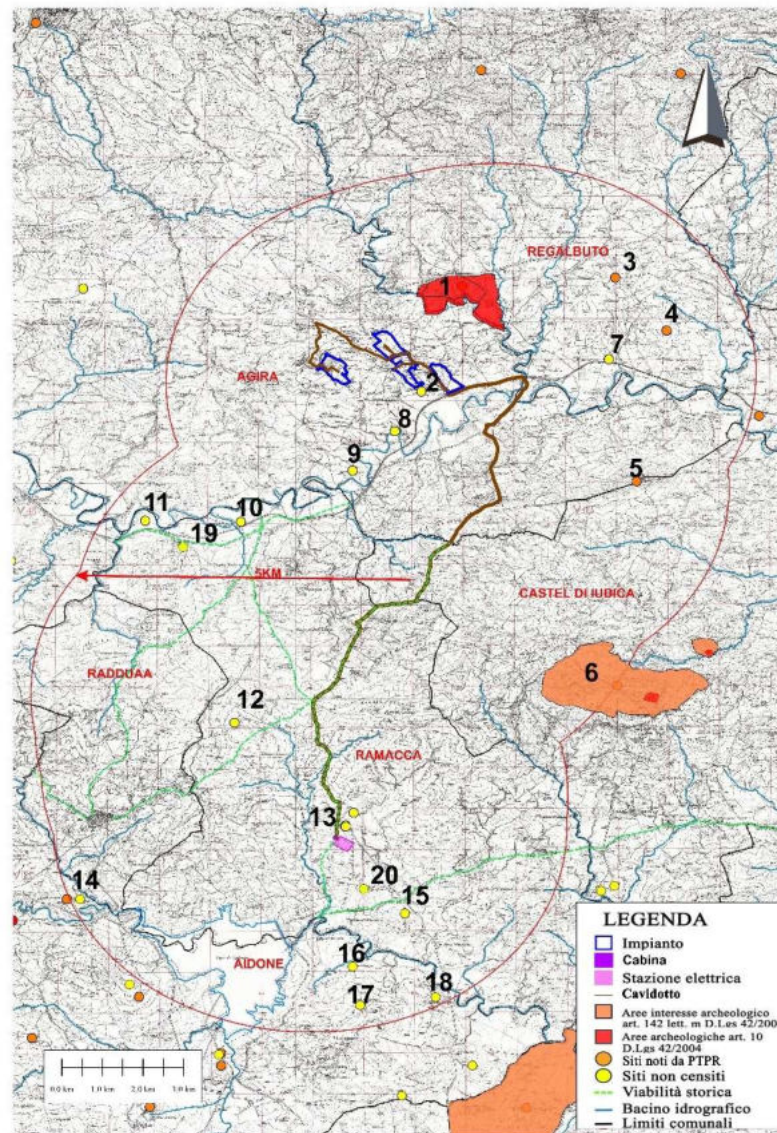 REGALBUTO
1
3
4
AGIRA
2
7
8
9
5
11
10
19
5KM
CASTEL DI IUDICA
RADDUAA
6
12
RAMACCA
13
14
20
15
AIDONE
16
17
18
LEGENDA
Impianto
Cabina
Stazione elettrica
Cavidotto
Aree interesse archeologico
art. 142 lett. m D.Lgs 42/200
Aree archeologiche art. 10
D.Lgs 42/2004
Siti noti da PTPR
Siti non censiti
Viabilità storica
Bacino idrografico
Limiti comunali
0.0 km 1.0 km 2.0 km 3.0 km